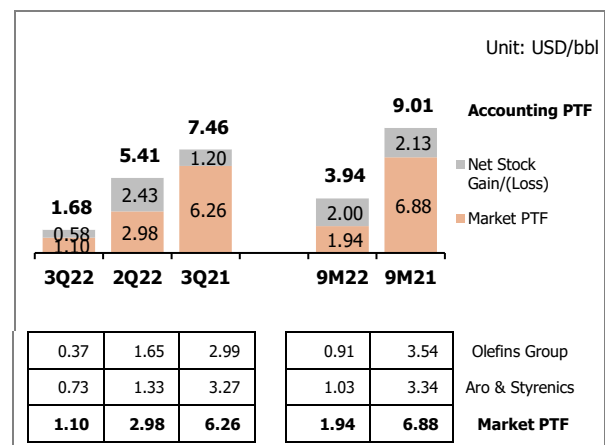 Unit: USD/bbl
9.01
Accounting PTF
7.46
2.13
5.41
1.20
Net Stock
Gain/(Loss)
3.94
2.43
6.26
6.88
1.68
2.00
Market PTF
0.58
2.98
1.94
1.10
3Q22 2Q22 3Q21 9M22 9M21
0.37 1.65 2.99 0.91 3.54 Olefins Group
0.73 1.33 3.27 1.03 3.34 Aro & Styrenics
1.10 2.98 6.26 1.94 6.88 Market PTF